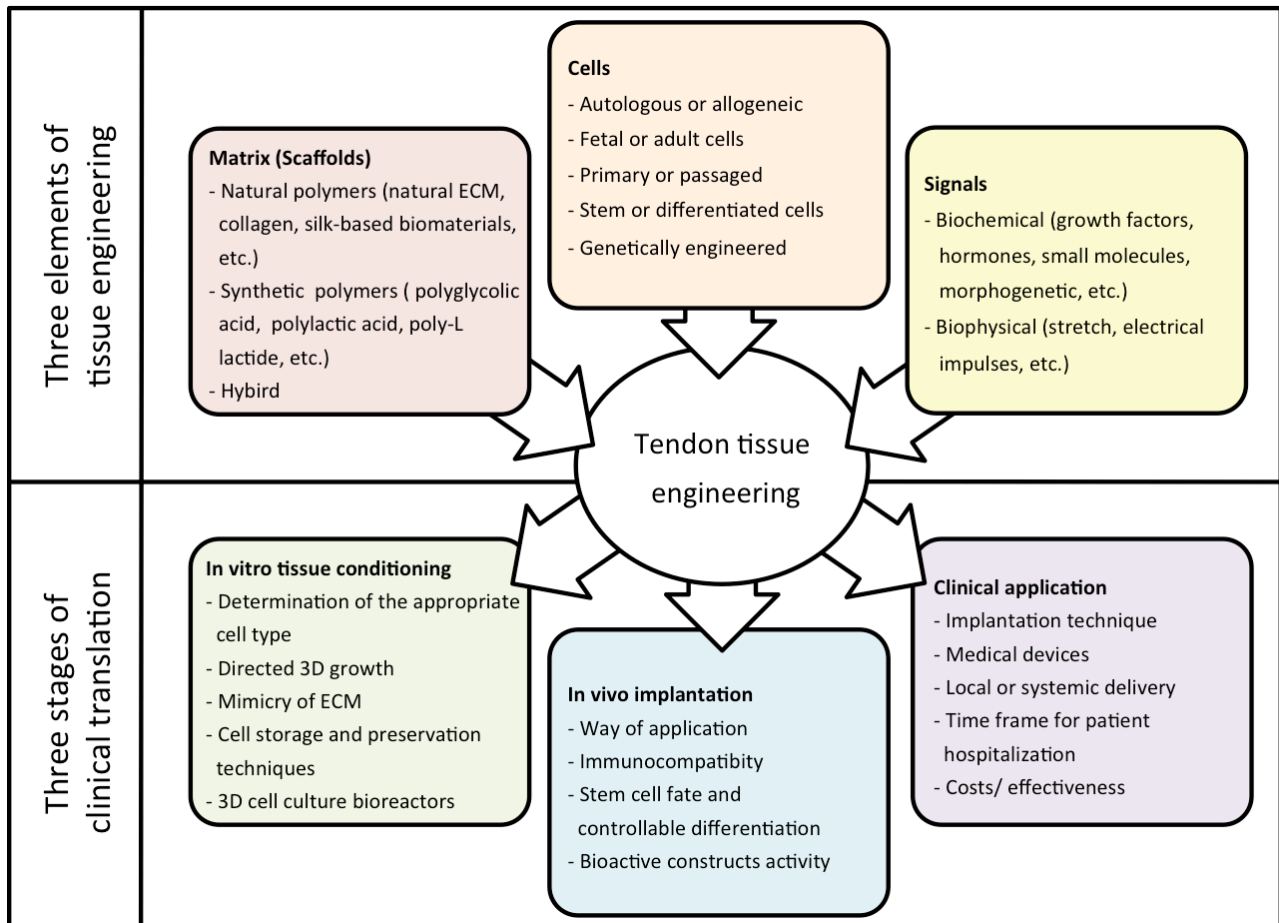 Three elements of
tissue engineering
Matrix (Scaffolds)
- Natural polymers (natural ECM,
collagen, silk-based biomaterials,
etc.)
- Synthetic  polymers ( polyglycolic
acid,  polylactic acid, poly-L
lactide, etc.)
- Hybird
Cells
- Autologous or allogeneic
- Fetal or adult cells
- Primary or passaged
- Stem or differentiated cells
- Genetically engineered
Signals
- Biochemical (growth factors,
hormones, small molecules,
morphogenetic, etc.)
- Biophysical (stretch, electrical
impulses, etc.)
Tendon tissue
engineering
Three stages of
clinical translation
In vitro tissue conditioning
- Determination of the appropriate
cell type
- Directed 3D growth
- Mimicry of ECM
- Cell storage and preservation
techniques
- 3D cell culture bioreactors
In vivo implantation
- Way of application
- Immunocompatibity
- Stem cell fate and
controllable differentiation
- Bioactive constructs activity
Clinical application
- Implantation technique
- Medical devices
- Local or systemic delivery
- Time frame for patient
hospitalization
- Costs/ effectiveness